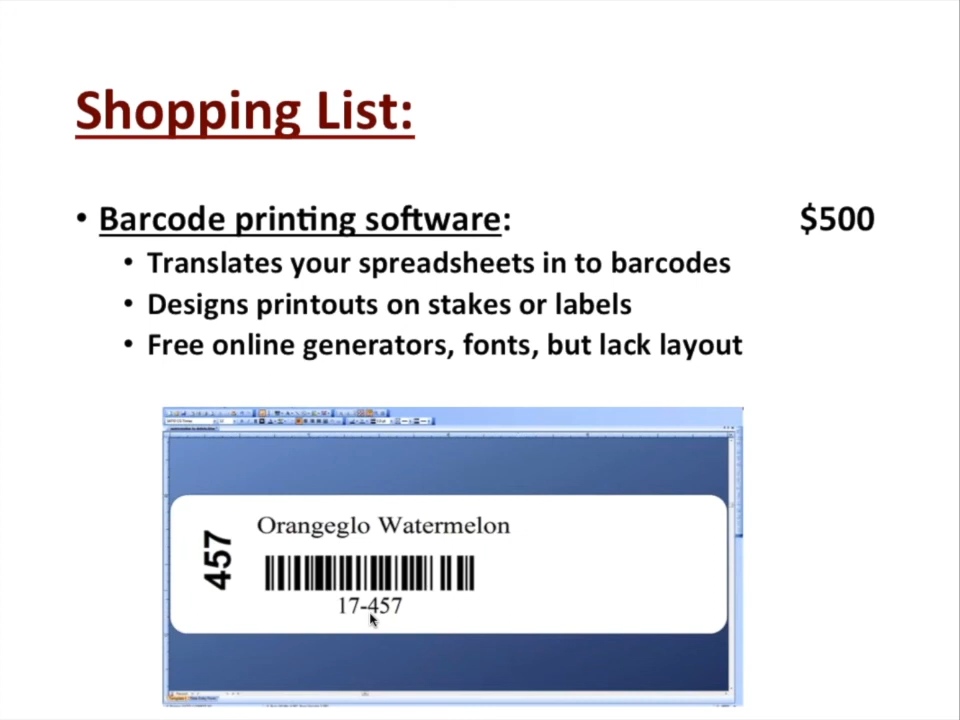 Shopping List:
• Barcode printing software: $500
• Translates your spreadsheets in to barcodes
• Designs printouts on stakes or labels
• Free online generators, fonts, but lack layout
Orangeglo Watermelon
457
17-457